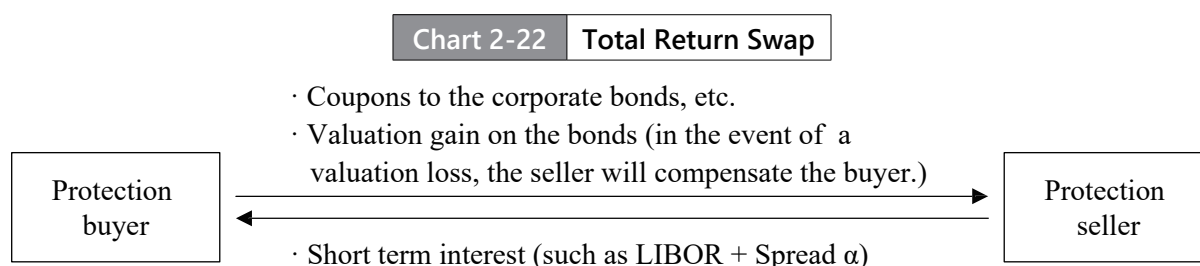 Chart 2-22 Total Return Swap
· Coupons to the corporate bonds, etc.
· Valuation gain on the bonds (in the event of a
valuation loss, the seller will compensate the buyer.)
Protection
buyer
Protection
seller
· Short term interest (such as LIBOR + Spread α)